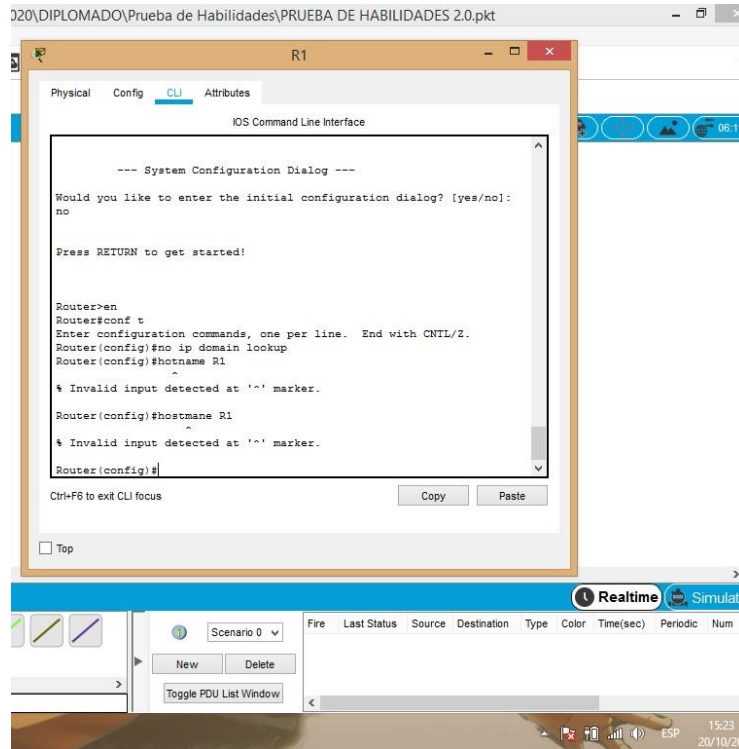 020\DIPLOMADO\Prueba de Habilidades\PRUEBA DE HABILIDADES 2.0.pkt
R1
Physical Config CLI Attributes
IOS Command Line Interface
--- System Configuration Dialog ---
Would you like to enter the initial configuration dialog? [yes/no]:
no
Press RETURN to get started!
Router>en
Router#conf t
Enter configuration commands, one per line. End with CNTL/Z.
Router(config)#no ip domain lookup
Router(config)#hotname R1
^
% Invalid input detected at '^' marker.
Router(config)#hostmane R1
^
% Invalid input detected at '^' marker.
Router(config)#
Ctrl+F6 to exit CLI focus
Copy Paste
Top
Realtime Simulat
Scenario 0
Fire Last Status Source Destination Type Color Time(sec) Periodic Num
New Delete
Toggle PDU List Window
ESP
15:23
20/10/20